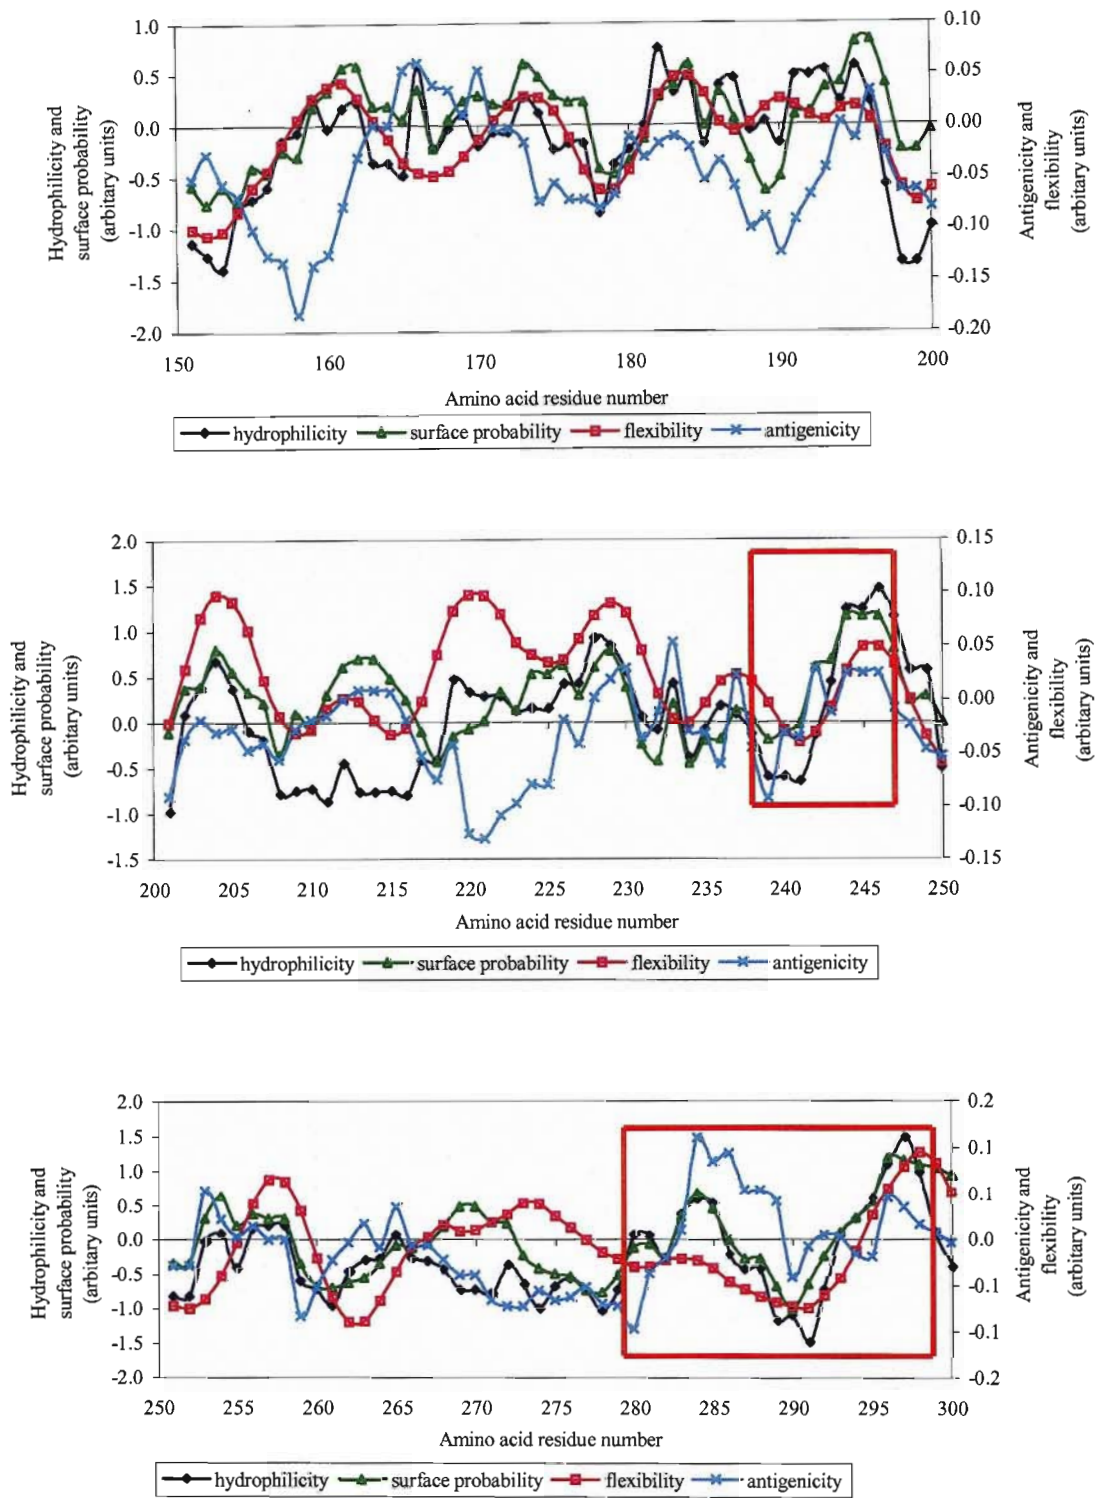 1.0
0.5
0.0
-0.5
-1.0
-1.5
-2.0
Hydrophilicity and
surface probability
(arbitary units)
0.10
0.05
0.00
-0.05
-0.10
-0.15
-0.20
Antigenicity and
flexibility
(arbitary units)
150 160 170 180 190 200
Amino acid residue number
hydrophilicity surface probability flexibility antigenicity
2.0
1.5
1.0
0.5
0.0
-0.5
-1.0
-1.5
Hydrophilicity and
surface probability
(arbitary units)
0.15
0.10
0.05
0.00
-0.05
-0.10
-0.15
Antigenicity and
flexibility
(arbitary units)
200 205 210 215 220 225 230 235 240 245 250
Amino acid residue number
hydrophilicity surface probability flexibility antigenicity
2.0
1.5
1.0
0.5
0.0
-0.5
-1.0
-1.5
-2.0
Hydrophilicity and
surface probability
(arbitary units)
0.2
0.1
0.1
0.0
-0.1
-0.1
-0.2
Antigenicity and
flexibility
(arbitary units)
250 255 260 265 270 275 280 285 290 295 300
Amino acid residue number
hydrophilicity surface probability flexibility antigenicity